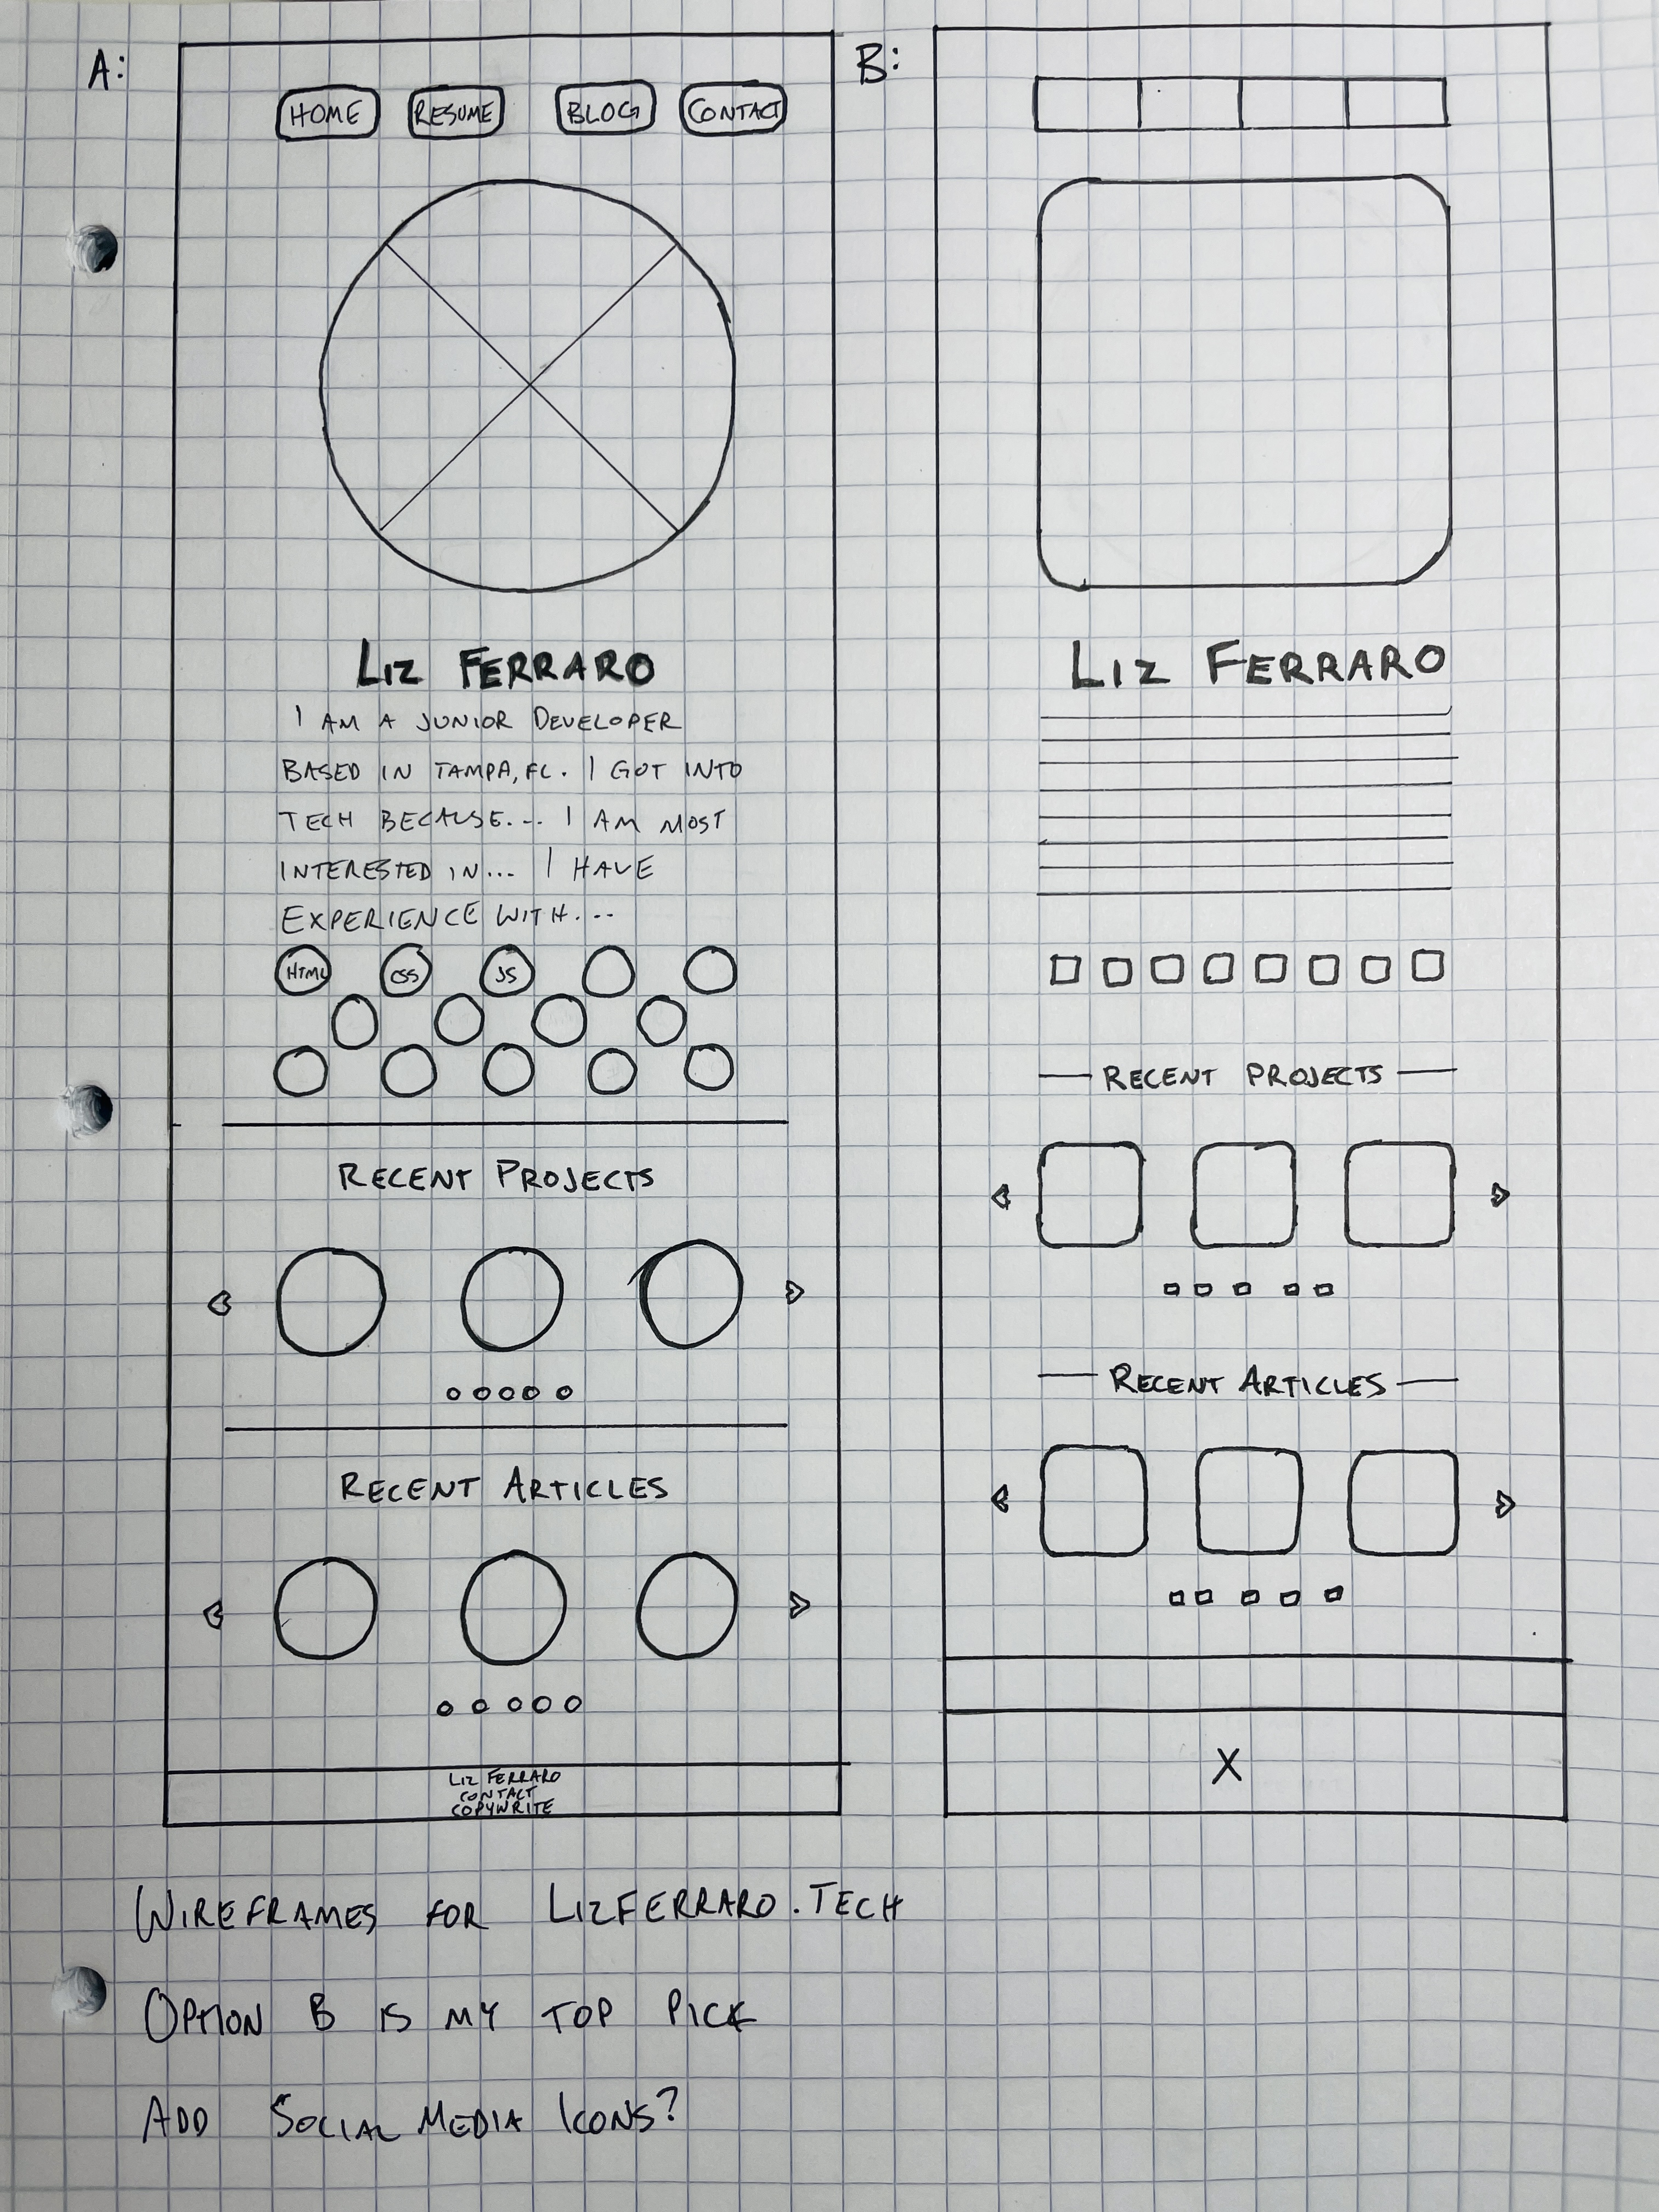 A:
HOME RESUME BLOG CONTACT
LIZ FERRARO
I AM A JUNIOR DEVELOPER
BASED IN TAMPA, FL. I GOT INTO
TECH BECAUSE... I AM MOST
INTERESTED IN... I HAVE
EXPERIENCE WITH...
HTML CSS JS
RECENT PROJECTS
RECENT ARTICLES
LIZ FERRARO
CONTACT
COPYWRITE
B:
LIZ FERRARO
RECENT PROJECTS
RECENT ARTICLES
X
WIREFRAMES FOR LIZFERRARO.TECH
OPTION B IS MY TOP PICK
ADD SOCIAL MEDIA ICONS?